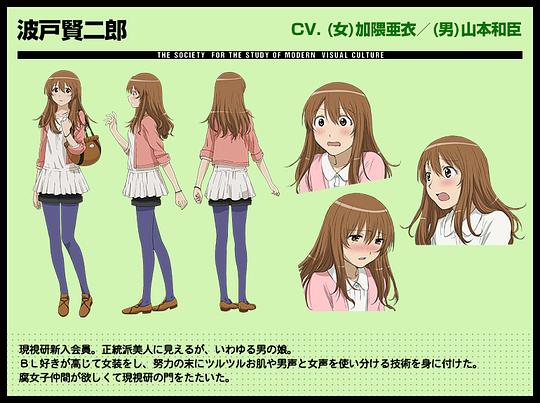 波戸賢二郎
CV. (女)加隈亜衣／(男)山本和臣
THE SOCIETY FOR THE STUDY OF MODERN VISUAL CULTURE
現視研新入会員。正統派美人に見えるが、いわゆる男の娘。
BL好きが高じて女装をし、努力の末にツルツルお肌や男声と女声を使い分ける技術を身に付けた。
腐女子仲間が欲しくて現視研の門をたたいた。